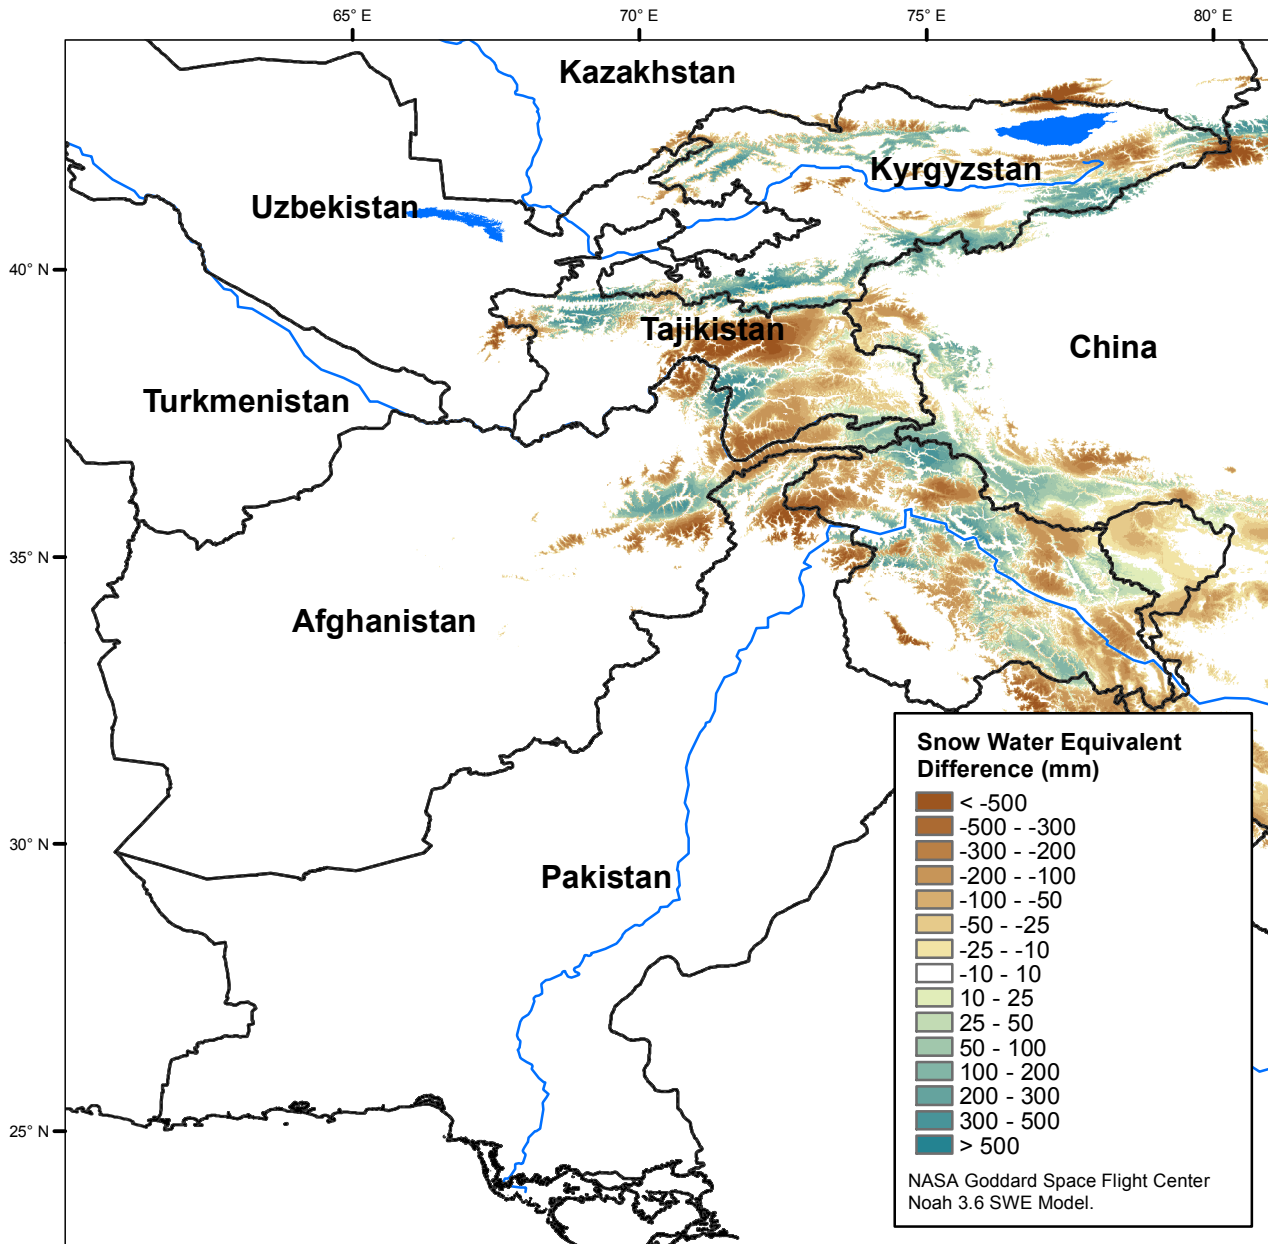 65° E
70° E
75° E
80° E
Kazakhstan
Kyrgyzstan
Uzbekistan
40° N
Tajikistan
China
Turkmenistan
35° N
Afghanistan
30° N
Pakistan
25° N
Snow Water Equivalent
Difference (mm)
< -500
-500 - -300
-300 - -200
-200 - -100
-100 - -50
-50 - -25
-25 - -10
-10 - 10
10 - 25
25 - 50
50 - 100
100 - 200
200 - 300
300 - 500
> 500
NASA Goddard Space Flight Center
Noah 3.6 SWE Model.